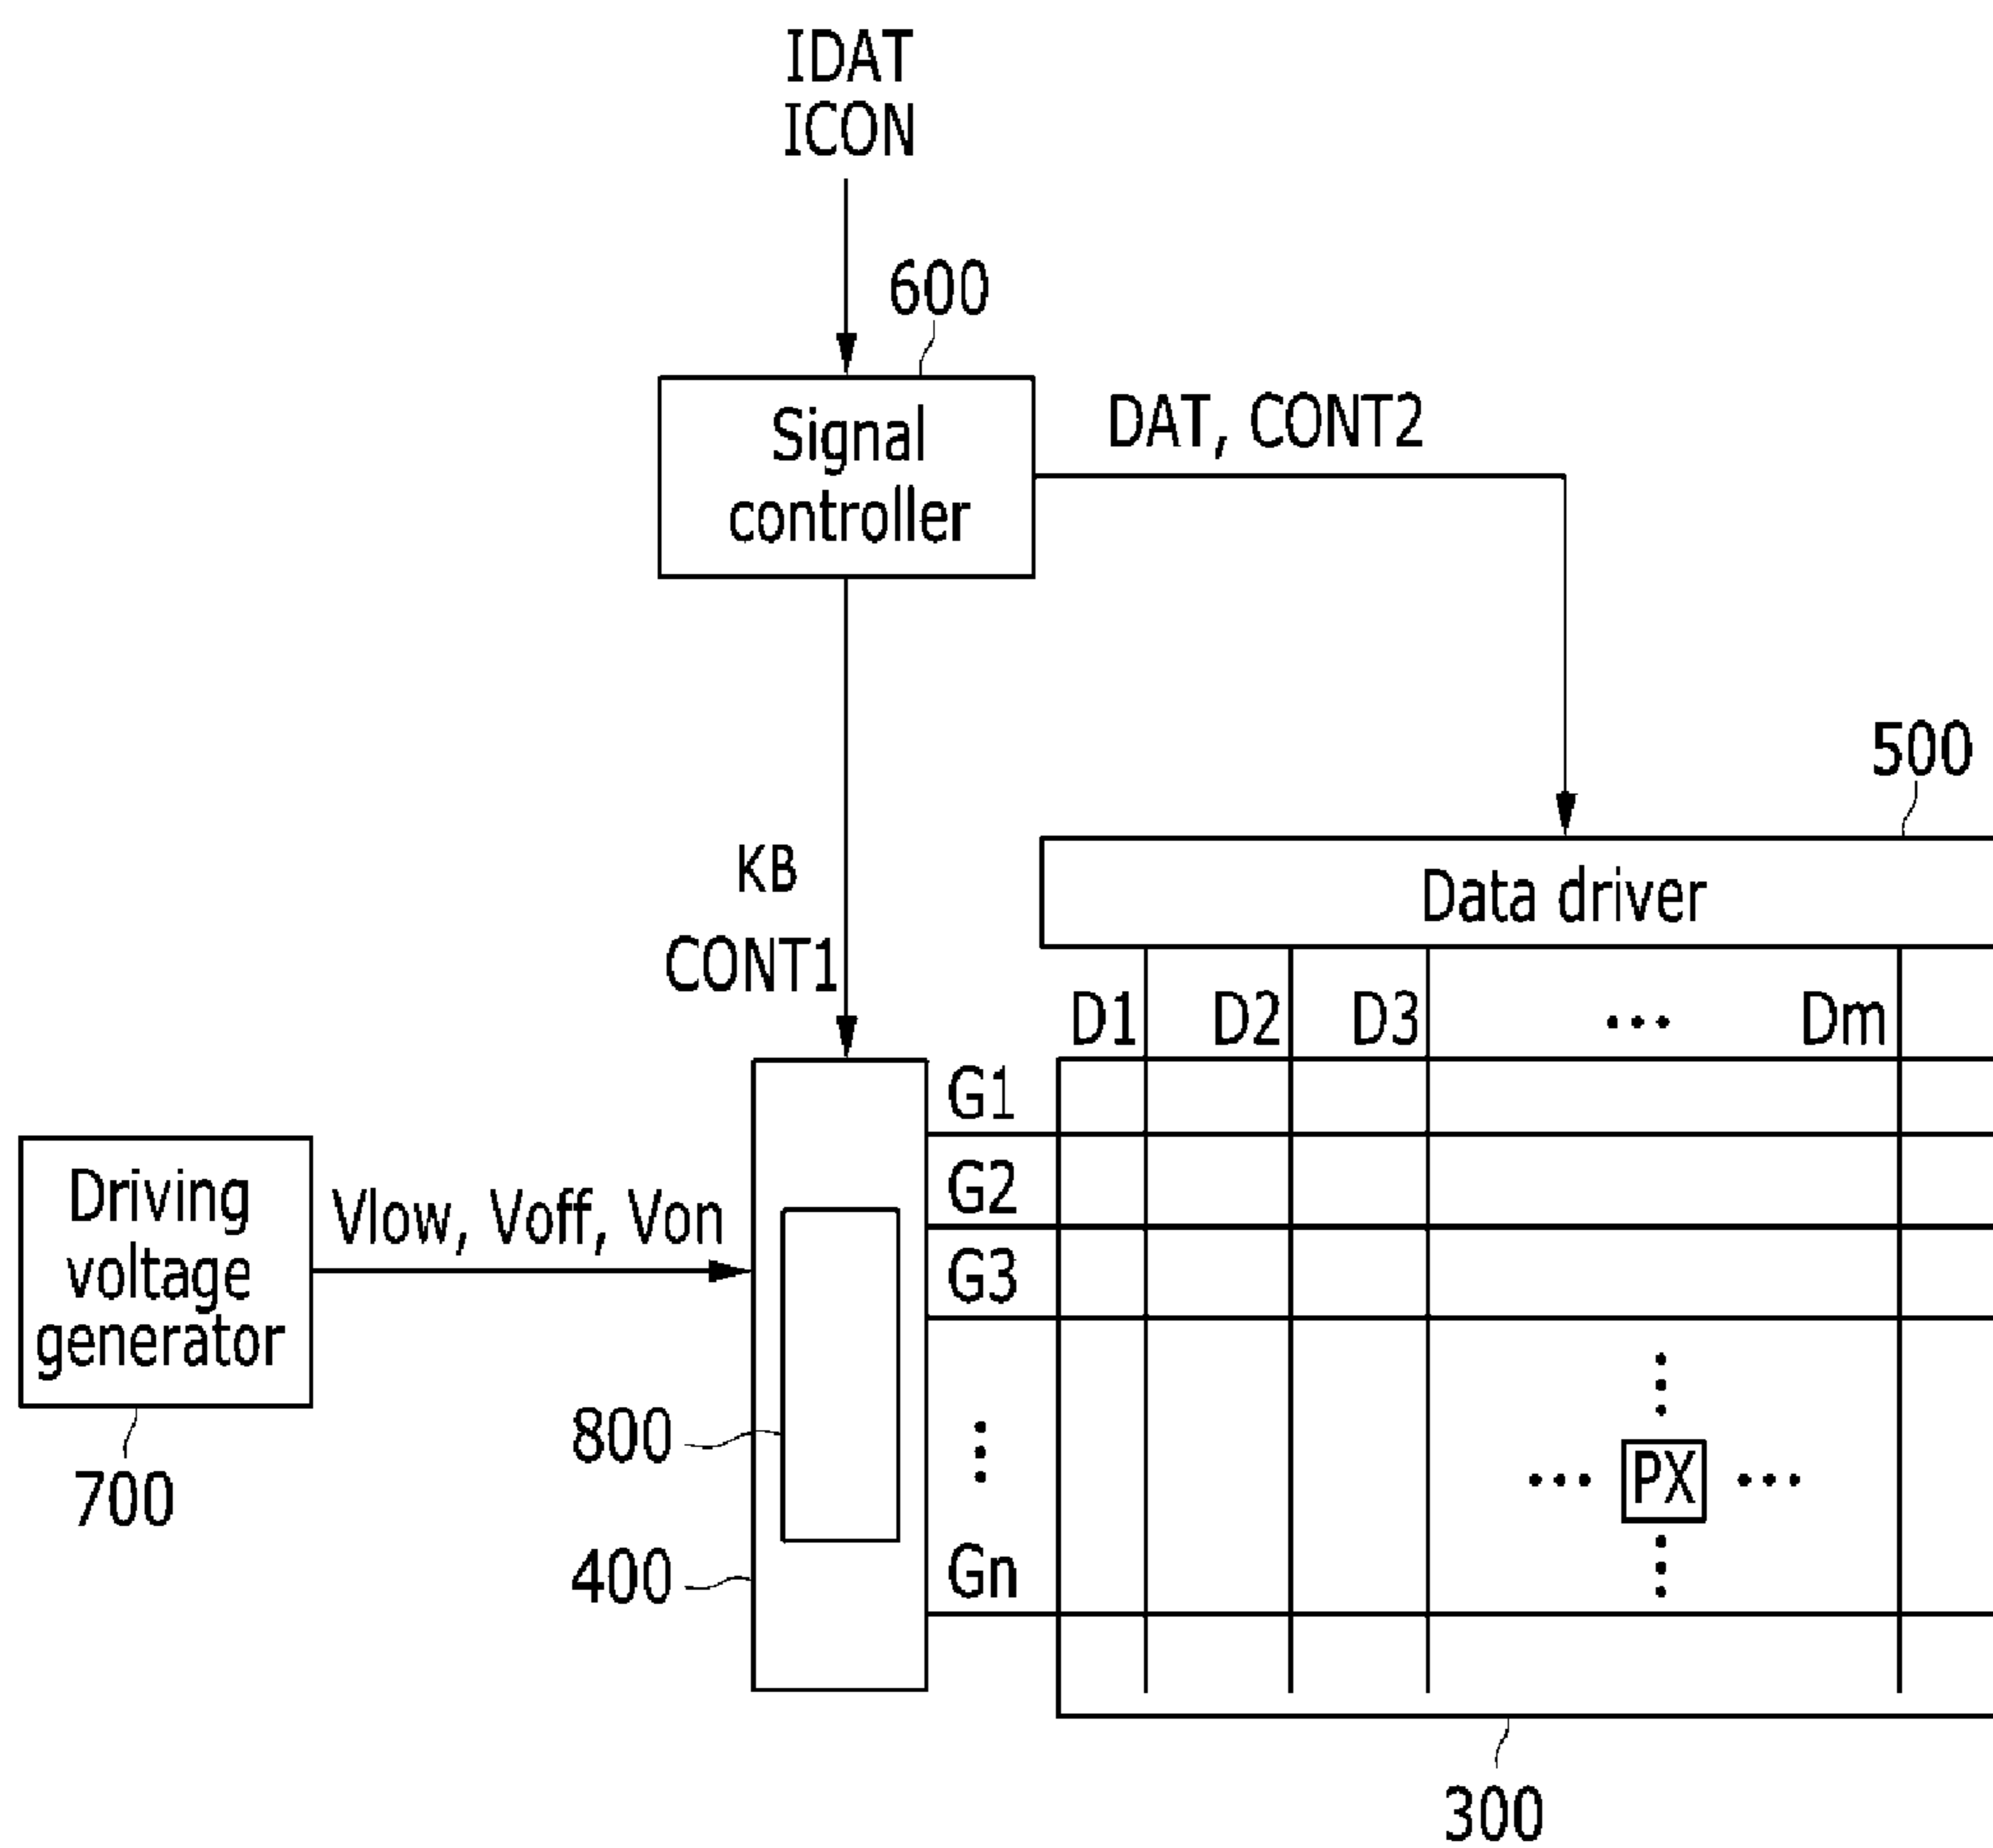 IDAT
ICON
600
Signal
controller
DAT, CONT2
500
KB
CONT1
Data driver
D1 D2 D3 ... Dm
G1
G2
G3
Gn
Driving
voltage
generator
Vlow, Voff, Von
700
800
400
PX
300